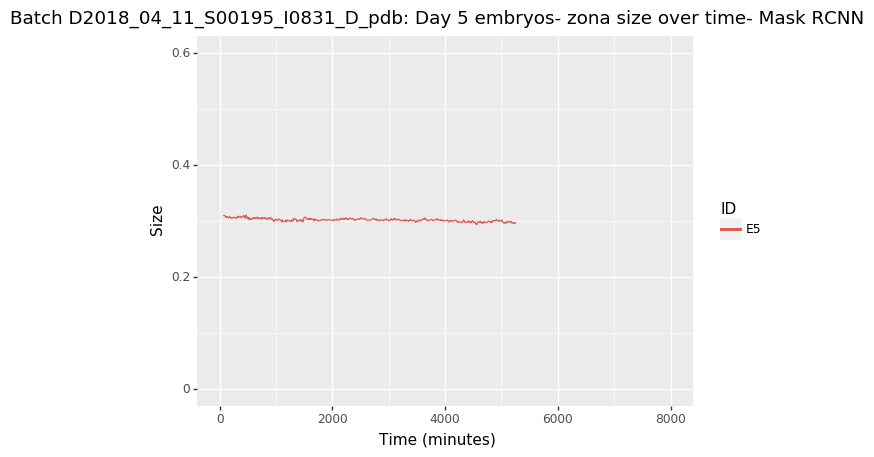 Batch D2018_04_11_S00195_I0831_D_pdb: Day 5 embryos- zona size over time- Mask RCNN
0.6
0.4
0.2
0
Size
0
2000
4000
6000
8000
Time (minutes)
ID
E5